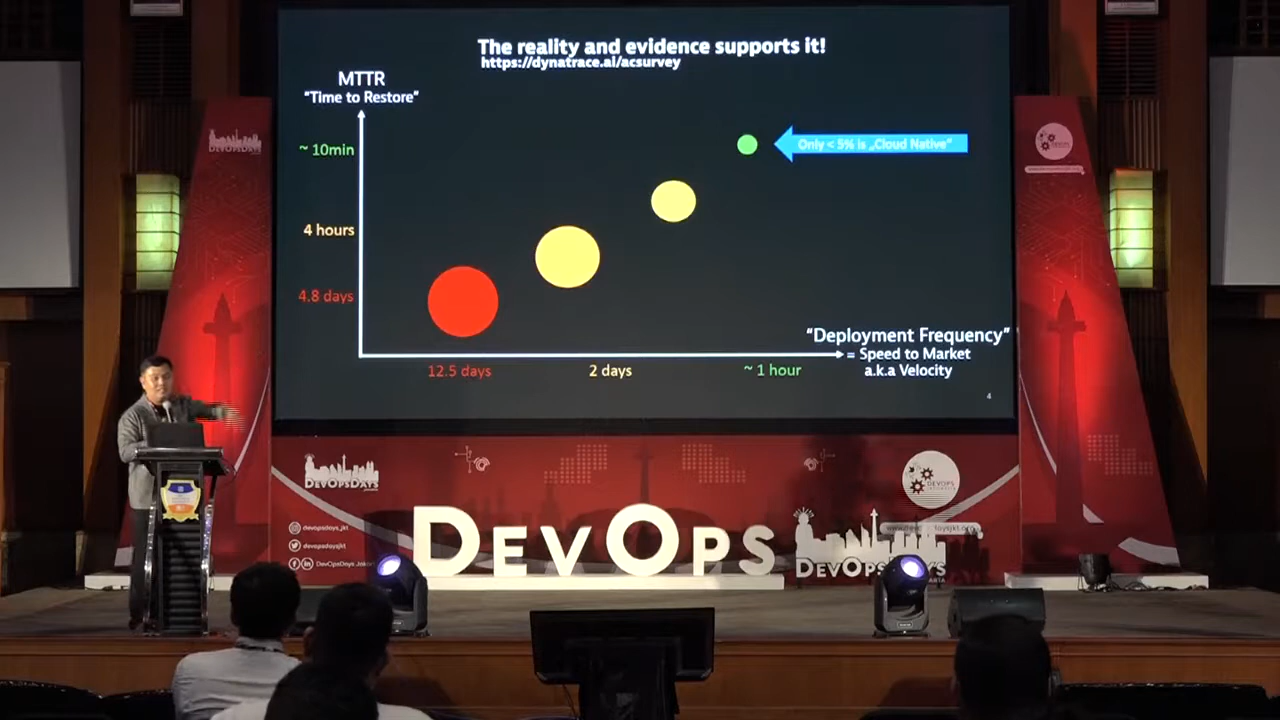 The reality and evidence supports it!
https://dynatrace.ai/acsurvey
MTTR
"Time to Restore"
~ 10min
4 hours
4.8 days
Only < 5% is „Cloud Native"
"Deployment Frequency"
= Speed to Market
a.k.a Velocity
12.5 days
2 days
~ 1 hour
4
DEVOPSDAYS
DEVOPSDAYS
DEVOPS
devopsdays_jkt
devopsdaysjkt
DevOpsDays Jakarta
DEVOPS
DEVOPSDAYS